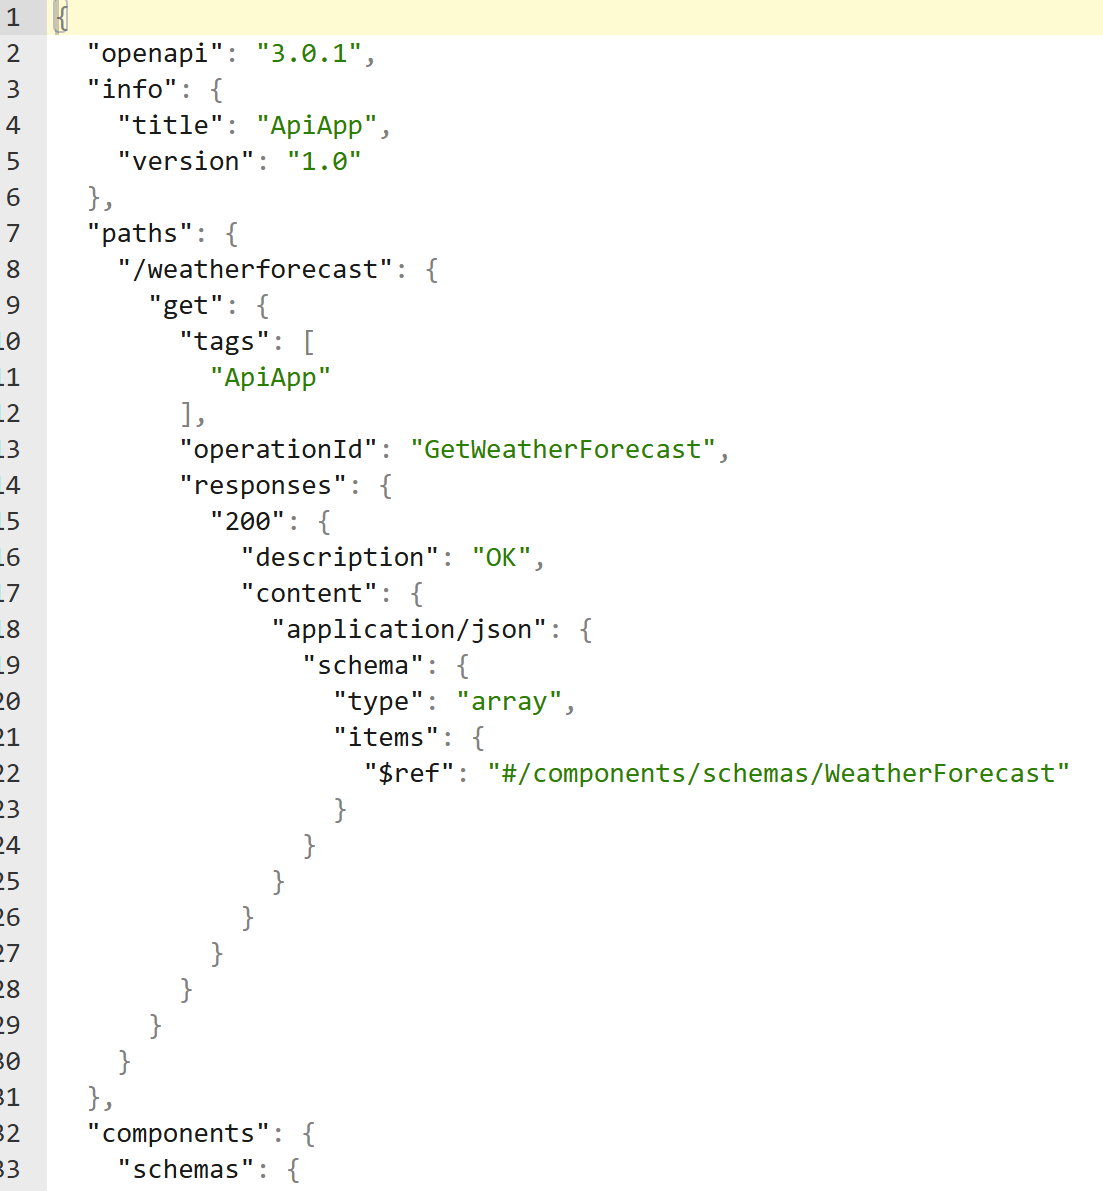 1 {
2 "openapi": "3.0.1",
3 "info": {
4 "title": "ApiApp",
5 "version": "1.0"
6 },
7 "paths": {
8 "/weatherforecast": {
9 "get": {
10 "tags": [
11 "ApiApp"
12 ],
13 "operationId": "GetWeatherForecast",
14 "responses": {
15 "200": {
16 "description": "OK",
17 "content": {
18 "application/json": {
19 "schema": {
20 "type": "array",
21 "items": {
22 "$ref": "#/components/schemas/WeatherForecast"
23 }
24 }
25 }
26 }
27 }
28 }
29 }
30 }
31 },
32 "components": {
33 "schemas": {